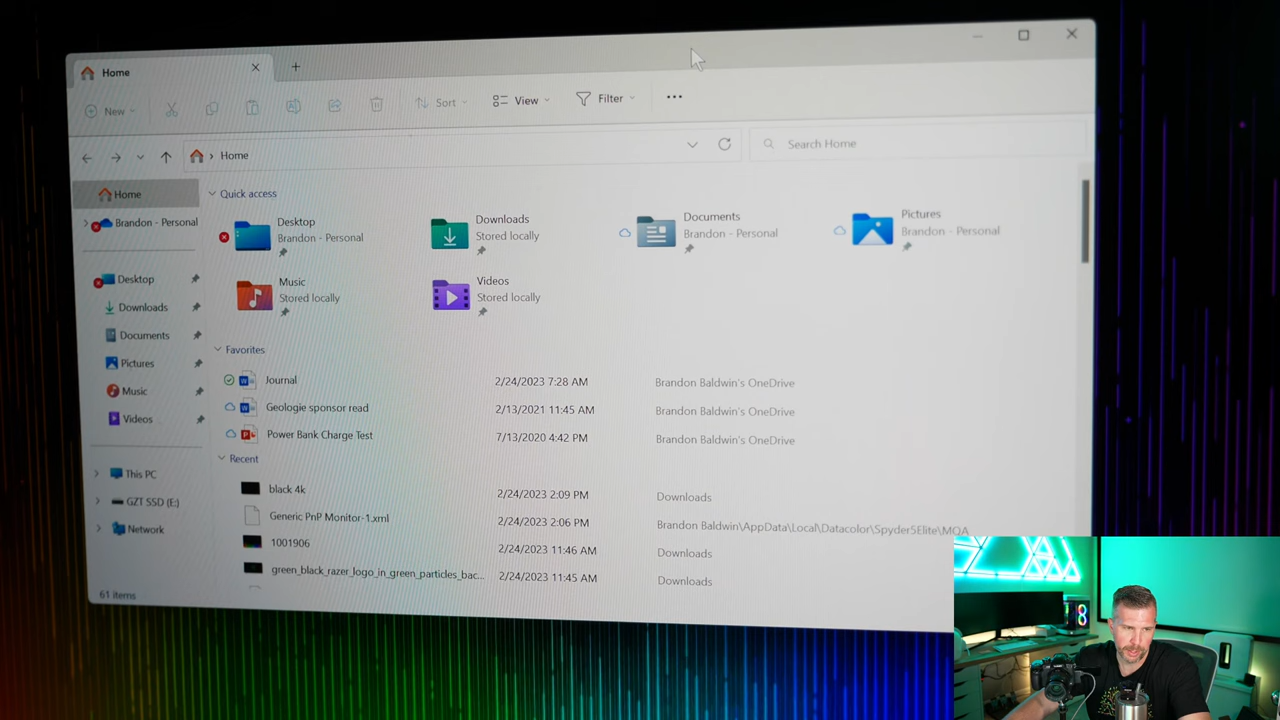 Home
New
Sort
View
Filter
Home
Search Home
Home
Brandon - Personal
Desktop
Downloads
Documents
Pictures
Music
Videos
This PC
GZT SSD (E:)
Network
61 items
Quick access
Desktop
Brandon - Personal
Downloads
Stored locally
Documents
Brandon - Personal
Pictures
Brandon - Personal
Music
Stored locally
Videos
Stored locally
Favorites
Journal 2/24/2023 7:28 AM Brandon Baldwin's OneDrive
Geologie sponsor read 2/13/2021 11:45 AM Brandon Baldwin's OneDrive
Power Bank Charge Test 7/13/2020 4:42 PM Brandon Baldwin's OneDrive
Recent
black 4k 2/24/2023 2:09 PM Downloads
Generic PnP Monitor-1.xml 2/24/2023 2:06 PM Brandon Baldwin\AppData\Local\Datacolor\Spyder5Elite\MQA
1001906 2/24/2023 11:46 AM Downloads
green_black_razer_logo_in_green_particles_bac... 2/24/2023 11:45 AM Downloads